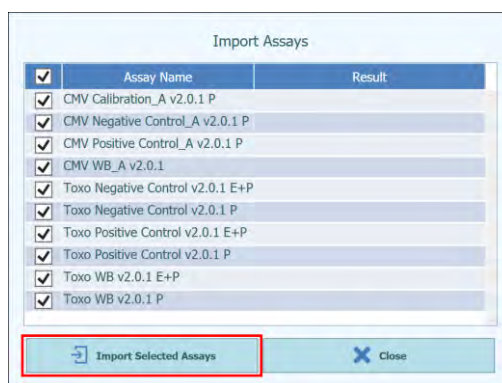 Import Assays
Assay Name Result
CMV Calibration_A v2.0.1 P
CMV Negative Control_A v2.0.1 P
CMV Positive Control_A v2.0.1 P
CMV WB_A v2.0.1
Toxo Negative Control v2.0.1 E+P
Toxo Negative Control v2.0.1 P
Toxo Positive Control v2.0.1 E+P
Toxo Positive Control v2.0.1 P
Toxo WB v2.0.1 E+P
Toxo WB v2.0.1 P
Import Selected Assays Close